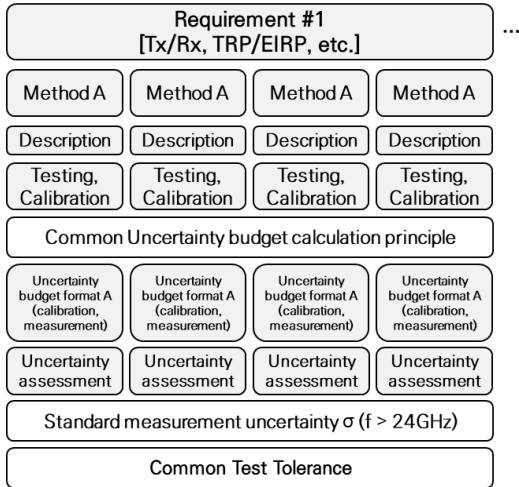 Requirement #1
[Tx/Rx, TRP/EIRP, etc.]
...
Method A
Method A
Method A
Method A
Description
Description
Description
Description
Testing,
Calibration
Testing,
Calibration
Testing,
Calibration
Testing,
Calibration
Common Uncertainty budget calculation principle
Uncertainty
budget format A
(calibration,
measurement)
Uncertainty
budget format A
(calibration,
measurement)
Uncertainty
budget format A
(calibration,
measurement)
Uncertainty
budget format A
(calibration,
measurement)
Uncertainty
assessment
Uncertainty
assessment
Uncertainty
assessment
Uncertainty
assessment
Standard measurement uncertainty σ (f > 24GHz)
Common Test Tolerance